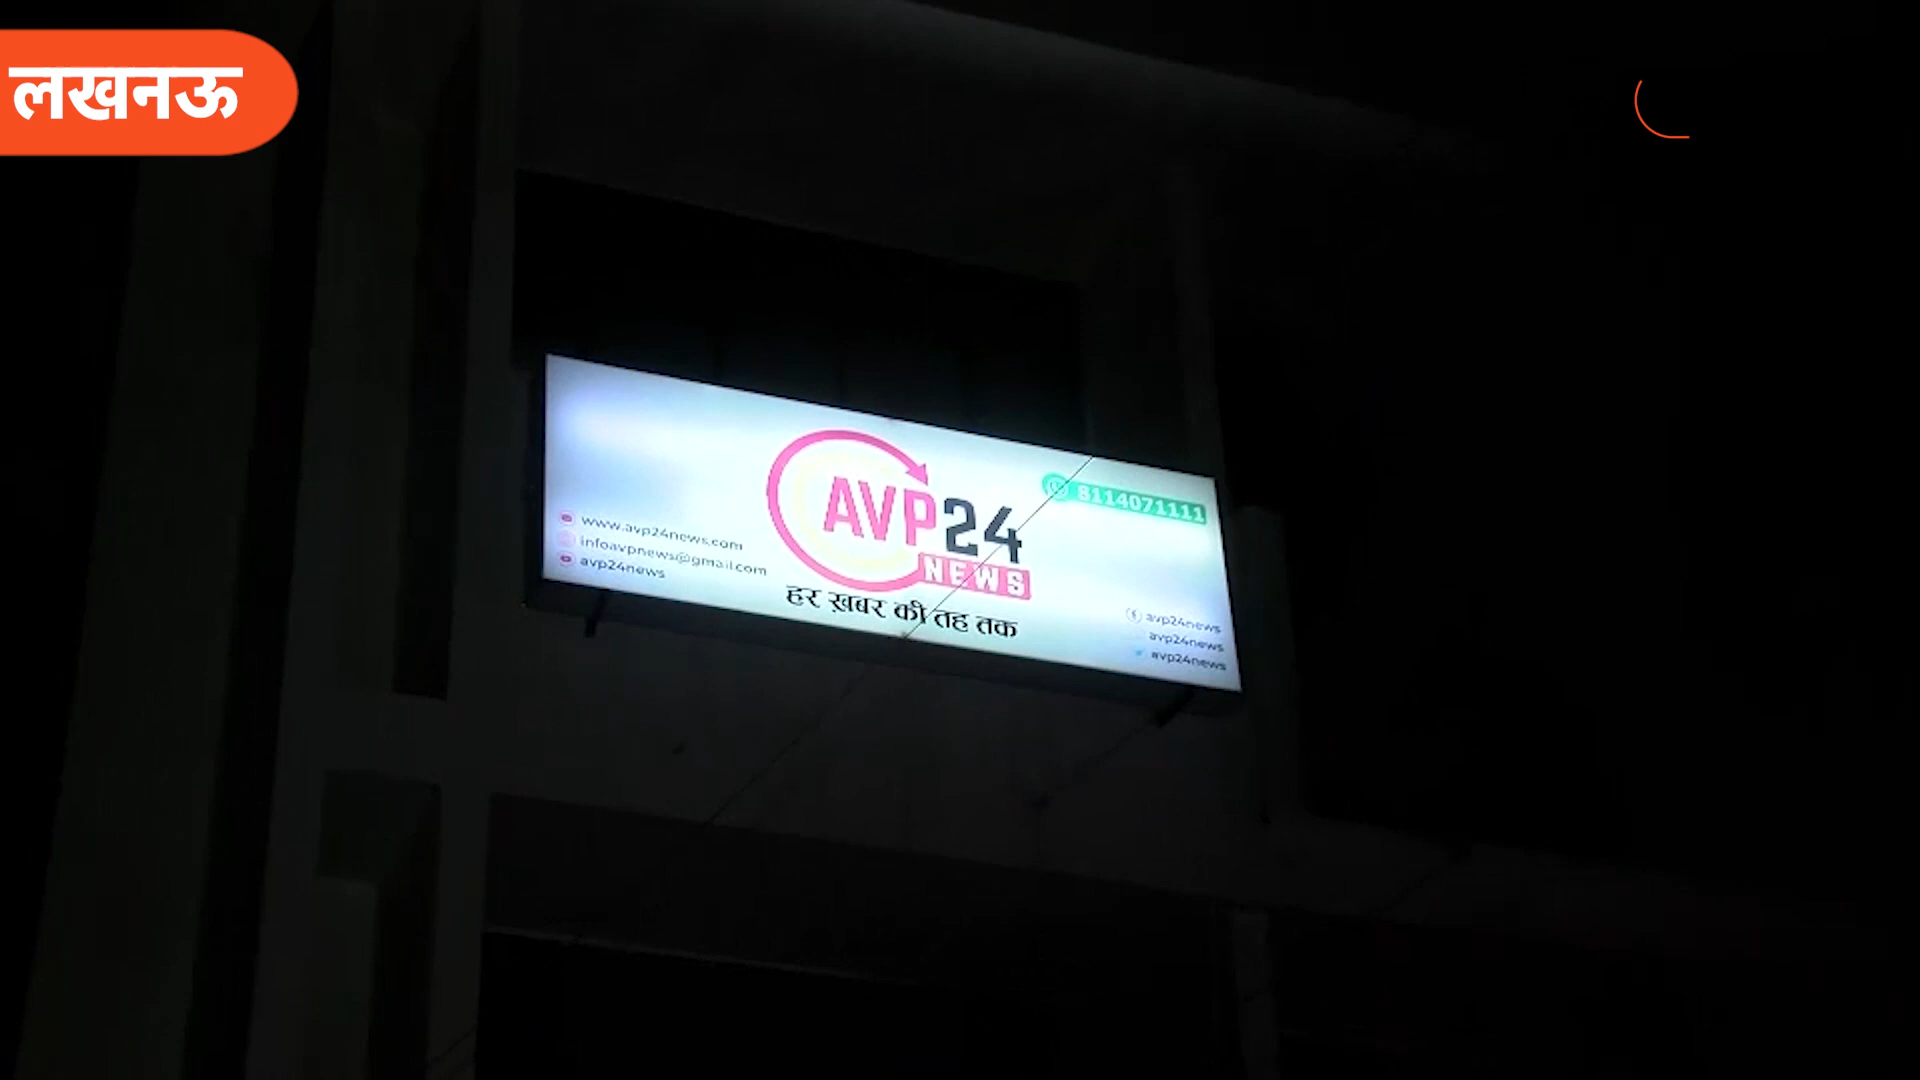 लखनऊ
AVP24
NEWS
हर ख़बर की तह तक
8114071111
www.avp24news.com
infoavpnews@gmail.com
avp24news
avp24news
avp24news
avp24news